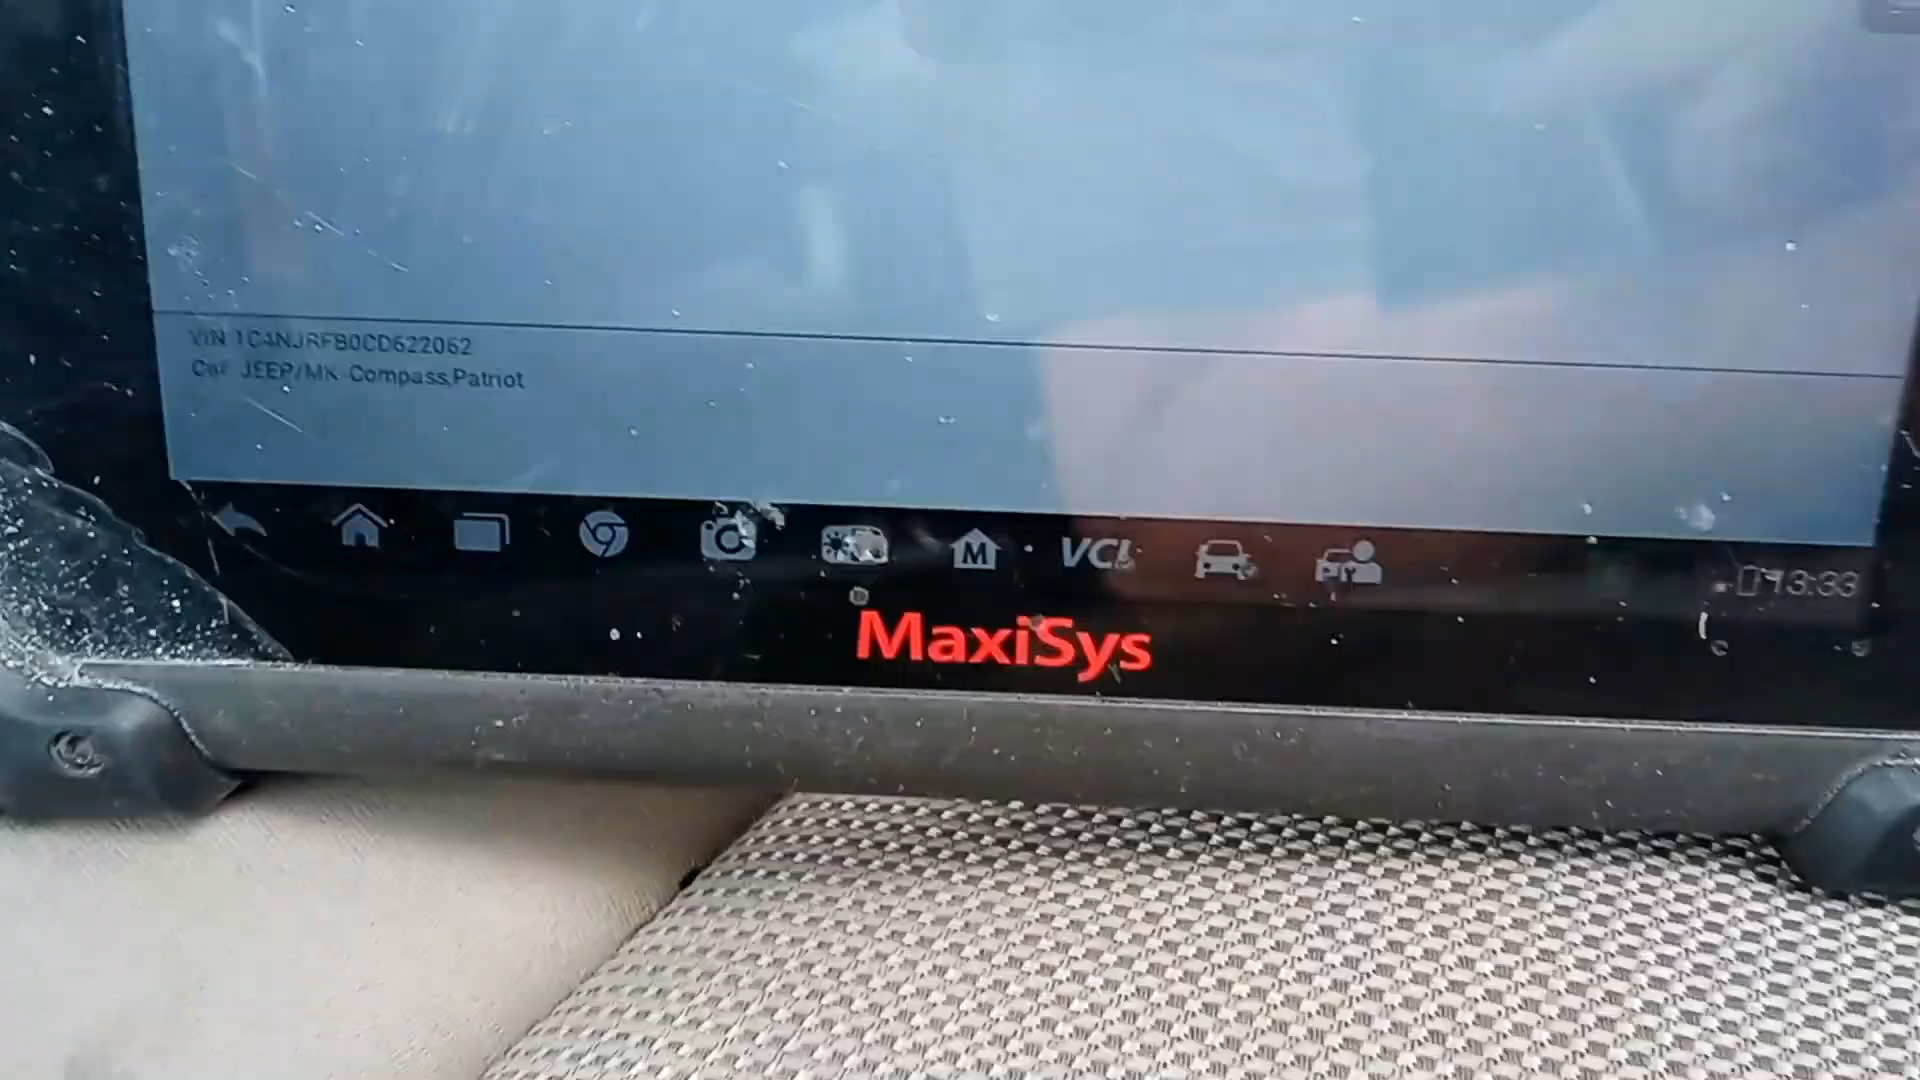 VIN 1C4NJRFB0CD622062
Car JEEP/MK-Compass,Patriot
M
VCI
13:33
MaxiSys